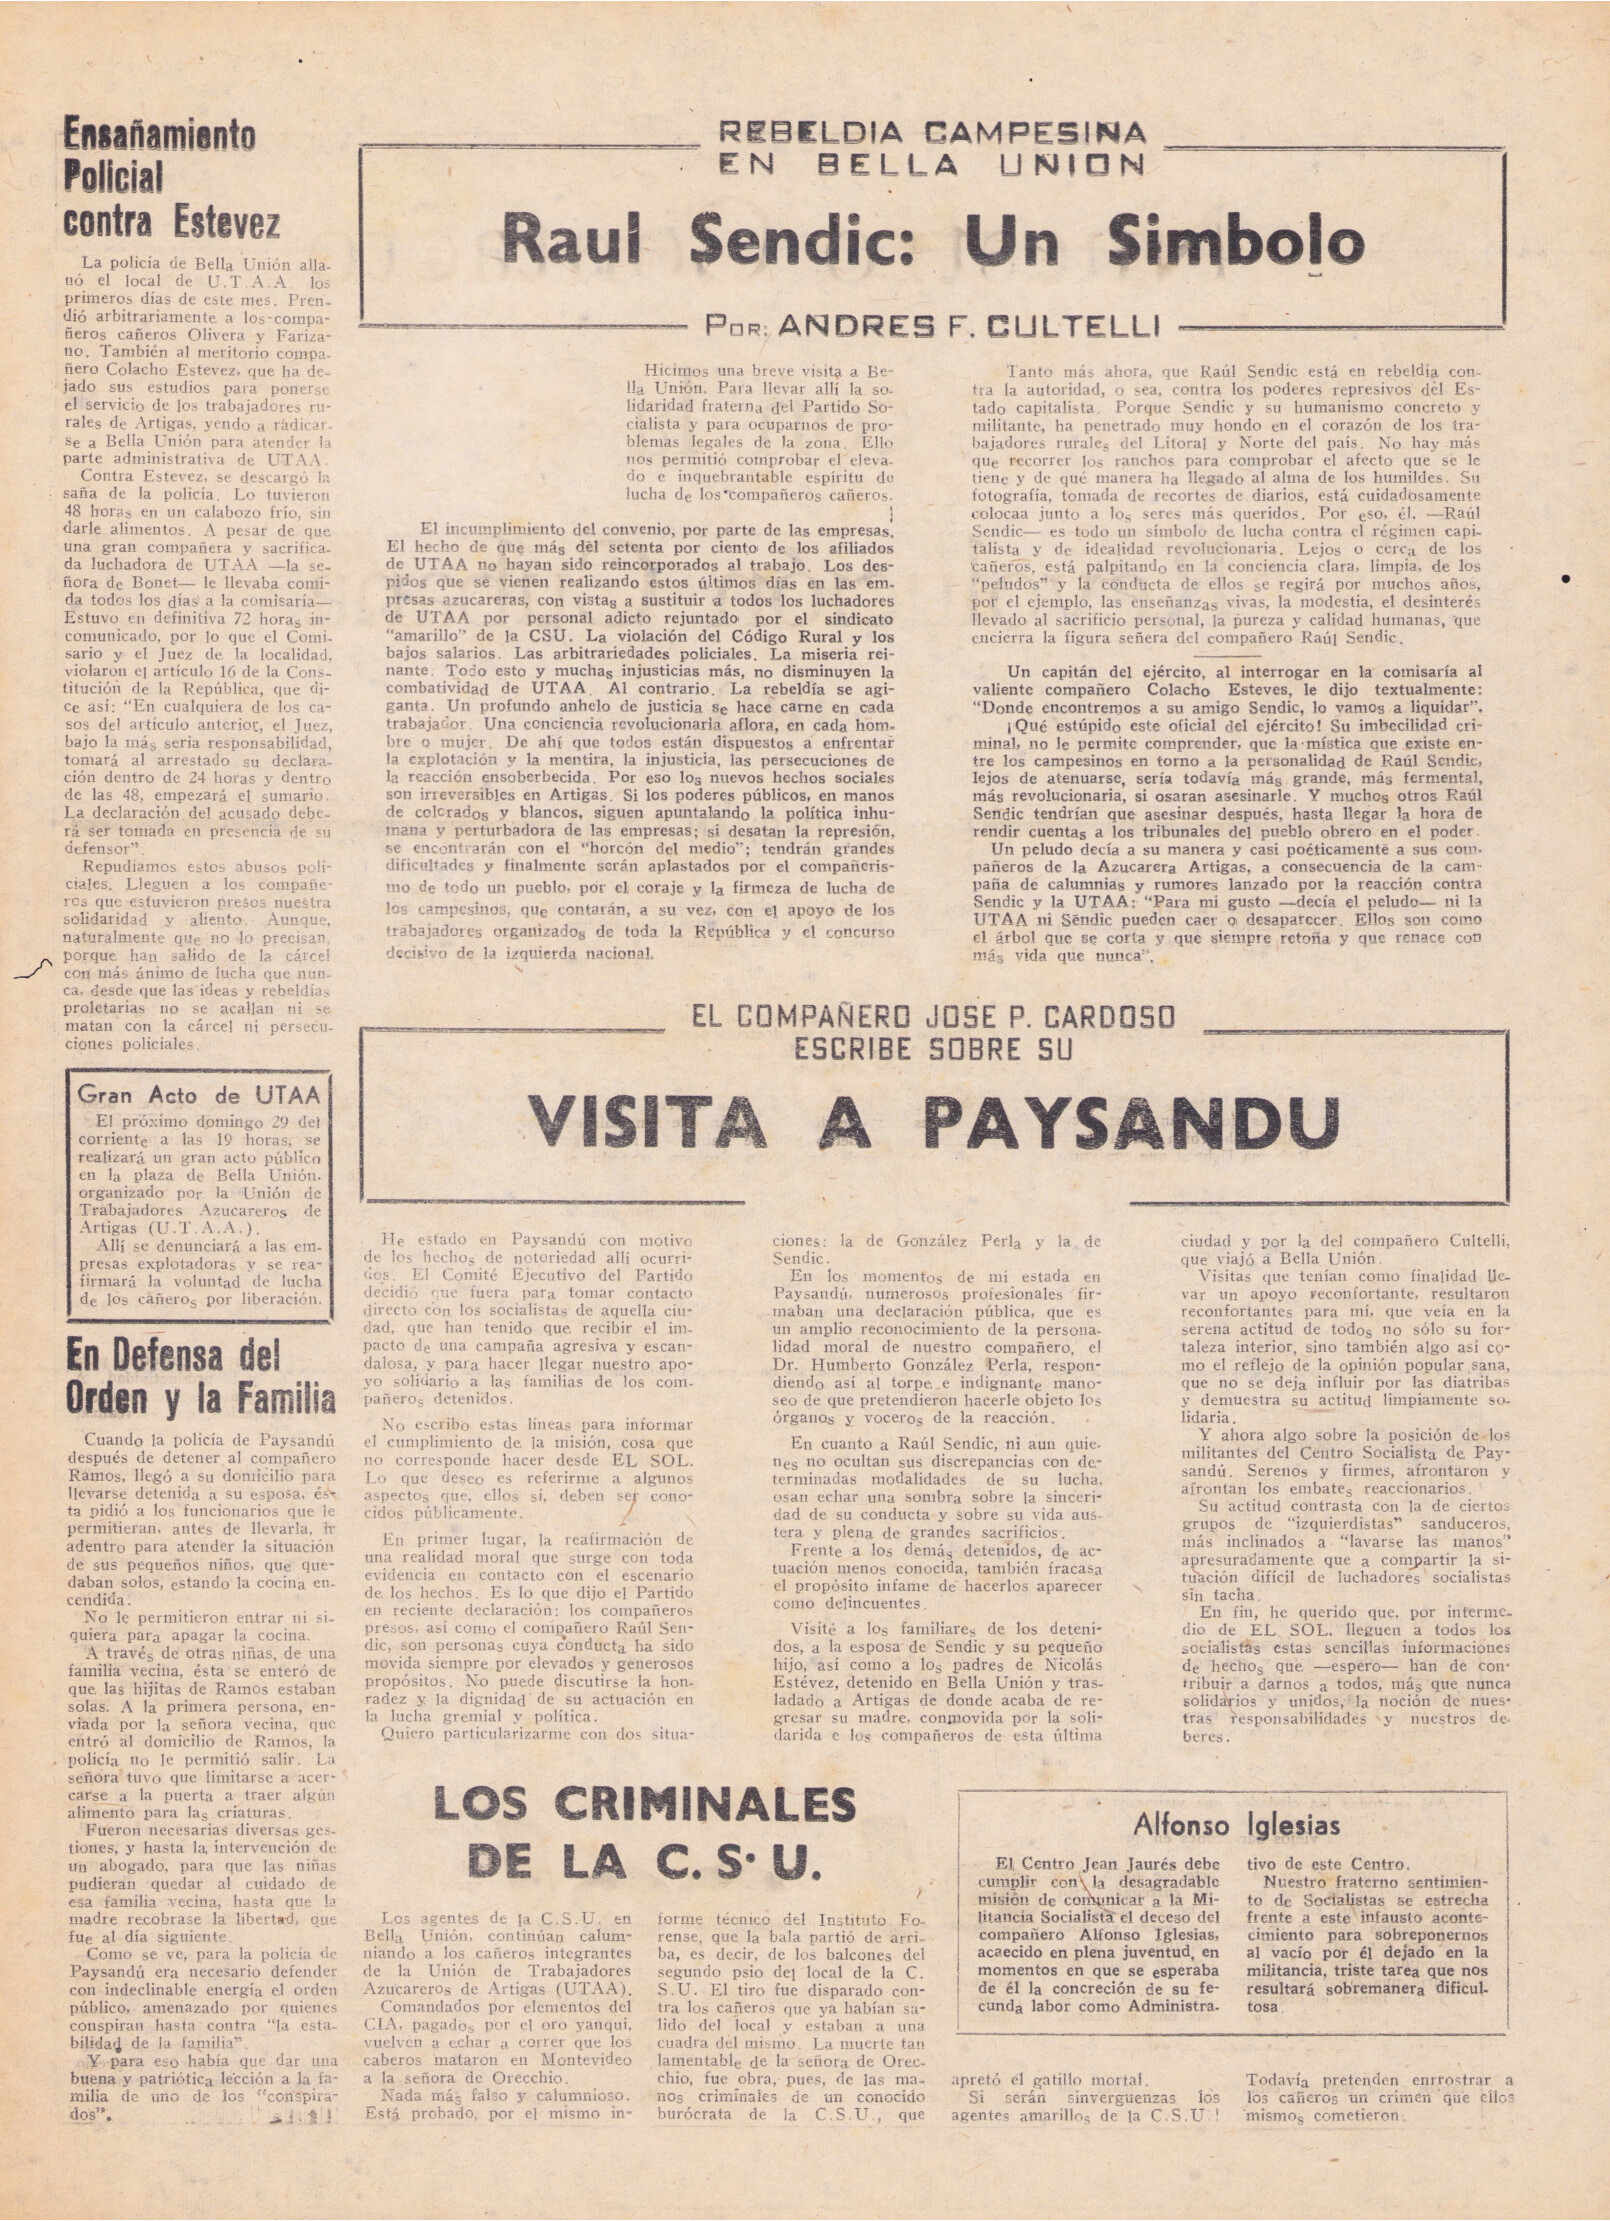 Ensañamiento
Policial
contra Estevez
La policía de Bella Unión alla-
nó el local de U.T.A.A. los
primeros días de este mes. Pren-
dió arbitrariamente a los compa-
ñeros cañeros Olivera y Fariza-
no. También al meritorio compa-
ñero Colacho Estevez, que ha de-
jado sus estudios para ponerse
el servicio de los trabajadores ru-
rales de Artigas, yendo a rádicar-
se a Bella Unión para atender la
parte administrativa de UTAA.
Contra Estevez, se descargó la
saña de la policía. Lo tuvieron
48 horas en un calabozo frío, sin
darle alimentos. A pesar de que
una gran compañera y sacrifica-
da luchadora de UTAA —la se-
ñora de Bonet— le llevaba comi-
da todos los días a la comisaría—
Estuvo en definitiva 72 horas in-
comunicado, por lo que el Comi-
sario y el Juez de la localidad,
violaron el artículo 16 de la Cons-
titución de la República, que di-
ce así: "En cualquiera de los ca-
sos del artículo anterior, el Juez,
bajo la más seria responsabilidad,
tomará al arrestado su declara-
ción dentro de 24 horas y dentro
de las 48, empezará el sumario.
La declaración del acusado debe-
rá ser tomada en presencia de su
defensor".
Repudiamos estos abusos poli-
ciales. Lleguen a los compañe-
ros que estuvieron presos nuestra
solidaridad y aliento. Aunque,
naturalmente que no lo precisan,
porque han salido de la cárcel
con más ánimo de lucha que nun-
ca, desde que las ideas y rebeldías
proletarias no se acallan ni se
matan con la cárcel ni persecu-
ciones policiales.
Gran Acto de UTAA
El próximo domingo 29 del
corriente a las 19 horas, se
realizará un gran acto público
en la plaza de Bella Unión,
organizado por la Unión de
Trabajadores Azucareros de
Artigas (U.T.A.A.).
Allí se denunciará a las em-
presas explotadoras y se rea-
firmará la voluntad de lucha
de los cañeros por liberación.
En Defensa del
Orden y la Familia
Cuando la policía de Paysandú
después de detener al compañero
Ramos, llegó a su domicilio para
llevarse detenida a su esposa, és-
ta pidió a los funcionarios que le
permitieran, antes de llevarla, ir
adentro para atender la situación
de sus pequeños niños, que que-
daban solos, estando la cocina en-
cendida.
No le permitieron entrar ni si-
quiera para apagar la cocina.
A través de otras niñas, de una
familia vecina, ésta se enteró de
que las hijitas de Ramos estaban
solas. A la primera persona, en-
viada por la señora vecina, que
entró al domicilio de Ramos, la
policía no le permitió salir. La
señora tuvo que limitarse a acer-
carse a la puerta a traer algún
alimento para las criaturas.
Fueron necesarias diversas ges-
tiones, y hasta la intervención de
un abogado, para que las niñas
pudieran quedar al cuidado de
esa familia vecina, hasta que la
madre recobrase la libertad, que
fue al día siguiente.
Como se ve, para la policia de
Paysandú era necesario defender
con indeclinable energía el orden
público, amenazado por quienes
conspiran hasta contra "la esta-
bilidad de la familia".
Y para eso había que dar una
buena y patriótica lección a la fa-
milia de uno de los "conspira-
dos".
REBELDIA CAMPESINA
EN BELLA UNION
Raul Sendic: Un Simbolo
POR: ANDRES F. CULTELLI
Hicimos una breve visita a Be-
lla Unión. Para llevar allí la so-
lidaridad fraterna del Partido So-
cialista y para ocuparnos de pro-
blemas legales de la zona. Ello
nos permitió comprobar el eleva-
do e inquebrantable espíritu de
lucha de los compañeros cañeros.
El incumplimiento del convenio, por parte de las empresas.
El hecho de que más del setenta por ciento de los afiliados
de UTAA no hayan sido reincorporados al trabajo. Los des-
pidos que se vienen realizando estos últimos días en las em-
presas azucareras, con vistas a sustituir a todos los luchadores
de UTAA por personal adicto rejuntado por el sindicato
"amarillo" de la CSU. La violación del Código Rural y los
bajos salarios. Las arbitrariedades policiales. La miseria rei-
nante. Todo esto y muchas injusticias más, no disminuyen la
combatividad de UTAA. Al contrario. La rebeldía se agi-
ganta. Un profundo anhelo de justicia se hace carne en cada
trabajador. Una conciencia revolucionaria aflora, en cada hom-
bre o mujer. De ahí que todos están dispuestos a enfrentar
la explotación y la mentira, la injusticia, las persecuciones de
la reacción ensoberbecida. Por eso los nuevos hechos sociales
son irreversibles en Artigas. Si los poderes públicos, en manos
de colorados y blancos, siguen apuntalando la política inhu-
mana y perturbadora de las empresas; si desatan la represión,
se encontrarán con el "horcón del medio"; tendrán grandes
dificultades y finalmente serán aplastados por el compañeris-
mo de todo un pueblo, por el coraje y la firmeza de lucha de
los campesinos, que contarán, a su vez, con el apoyo de los
trabajadores organizados de toda la República y el concurso
decisivo de la izquierda nacional.
Tanto más ahora, que Raúl Sendic está en rebeldía con-
tra la autoridad, o sea, contra los poderes represivos del Es-
tado capitalista. Porque Sendic y su humanismo concreto y
militante, ha penetrado muy hondo en el corazón de los tra-
bajadores rurales del Litoral y Norte del país. No hay más
que recorrer los ranchos para comprobar el afecto que se le
tiene y de qué manera ha llegado al alma de los humildes. Su
fotografía, tomada de recortes de diarios, está cuidadosamente
colocaa junto a los seres más queridos. Por eso, él, —Raúl
Sendic— es todo un símbolo de lucha contra el régimen capi-
talista y de idealidad revolucionaria. Lejos o cerca de los
cañeros, está palpitando en la conciencia clara, limpia, de los
"peludos" y la conducta de ellos se regirá por muchos años,
por el ejemplo, las enseñanzas vivas, la modestia, el desinterés
llevado al sacrificio personal, la pureza y calidad humanas, que
encierra la figura señera del compañero Raúl Sendic.
Un capitán del ejército, al interrogar en la comisaría al
valiente compañero Colacho Esteves, le dijo textualmente:
"Donde encontremos a su amigo Sendic, lo vamos a liquidar".
¡Qué estúpido este oficial del ejército! Su imbecilidad cri-
minal, no le permite comprender, que la mística que existe en-
tre los campesinos en torno a la personalidad de Raúl Sendic,
lejos de atenuarse, sería todavía más grande, más fermental,
más revolucionaria, si osaran asesinarle. Y muchos otros Raúl
Sendic tendrían que asesinar después, hasta llegar la hora de
rendir cuentas a los tribunales del pueblo obrero en el poder.
Un peludo decía a su manera y casi poéticamente a sus com-
pañeros de la Azucarera Artigas, a consecuencia de la cam-
paña de calumnias y rumores lanzado por la reacción contra
Sendic y la UTAA: "Para mi gusto —decía el peludo— ni la
UTAA ni Sendic pueden caer o desaparecer. Ellos son como
el árbol que se corta y que siempre retoña y que renace con
más vida que nunca".
EL COMPAÑERO JOSE P. CARDOSO
ESCRIBE SOBRE SU
VISITA A PAYSANDU
He estado en Paysandú con motivo
de los hechos de notoriedad allí ocurri-
dos. El Comité Ejecutivo del Partido
decidió que fuera para tomar contacto
directo con los socialistas de aquella ciu-
dad, que han tenido que recibir el im-
pacto de una campaña agresiva y escan-
dalosa, y para hacer llegar nuestro apo-
yo solidario a las familias de los com-
pañeros detenidos.
No escribo estas líneas para informar
el cumplimiento de la misión, cosa que
no corresponde hacer desde EL SOL.
Lo que deseo es referirme a algunos
aspectos que, ellos sí, deben ser cono-
cidos públicamente.
En primer lugar, la reafirmación de
una realidad moral que surge con toda
evidencia en contacto con el escenario
de los hechos. Es lo que dijo el Partido
en reciente declaración: los compañeros
presos, así como el compañero Raúl Sen-
dic, son personas cuya conducta ha sido
movida siempre por elevados y generosos
propósitos. No puede discutirse la hon-
radez y la dignidad de su actuación en
la lucha gremial y política.
Quiero particularizarme con dos situa-
ciones: la de González Perla y la de
Sendic.
En los momentos de mi estada en
Paysandú, numerosos profesionales fir-
maban una declaración pública, que es
un amplio reconocimiento de la persona-
lidad moral de nuestro compañero, el
Dr. Humberto González Perla, respon-
diendo así al torpe e indignante mano-
seo de que pretendieron hacerle objeto los
órganos y voceros de la reacción.
En cuanto a Raúl Sendic, ni aun quie-
nes no ocultan sus discrepancias con de-
terminadas modalidades de su lucha,
osan echar una sombra sobre la sinceri-
dad de su conducta y sobre su vida aus-
tera y plena de grandes sacrificios.
Frente a los demás detenidos, de ac-
tuación menos conocida, también fracasa
el propósito infame de hacerlos aparecer
como delincuentes.
Visité a los familiares de los deteni-
dos, a la esposa de Sendic y su pequeño
hijo, así como a los padres de Nicolás
Estévez, detenido en Bella Unión y tras-
ladado a Artigas de donde acaba de re-
gresar su madre, conmovida por la soli-
darida e los compañeros de esta última
ciudad y por la del compañero Cultelli,
que viajó a Bella Unión.
Visitas que tenían como finalidad lle-
var un apoyo reconfortante, resultaron
reconfortantes para mí, que veía en la
serena actitud de todos no sólo su for-
taleza interior, sino también algo así co-
mo el reflejo de la opinión popular sana,
que no se deja influir por las diatribas
y demuestra su actitud limpiamente so-
lidaria.
Y ahora algo sobre la posición de los
militantes del Centro Socialista de Pay-
sandú. Serenos y firmes, afrontaron y
afrontan los embates reaccionarios.
Su actitud contrasta con la de ciertos
grupos de "izquierdistas" sanduceros,
más inclinados a "lavarse las manos"
apresuradamente que a compartir la si-
tuación difícil de luchadores socialistas
sin tacha.
En fin, he querido que, por interme-
dio de EL SOL, lleguen a todos los
socialistas estas sencillas informaciones
de hechos que —espero— han de con-
tribuir a darnos a todos, más que nunca
solidarios y unidos, la noción de nues-
tras responsabilidades y nuestros de-
beres.
LOS CRIMINALES
DE LA C.S.U.
Los agentes de la C.S.U. en
Bella Unión, continúan calum-
niando a los cañeros integrantes
de la Unión de Trabajadores
Azucareros de Artigas (UTAA).
Comandados por elementos del
CIA, pagados por el oro yanqui,
vuelven a echar a correr que los
caberos mataron en Montevideo
a la señora de Orecchio.
Nada más falso y calumnioso.
Está probado, por el mismo in-
forme técnico del Instituto Fo-
rense, que la bala partió de arri-
ba, es decir, de los balcones del
segundo psio del local de la C.
S.U. El tiro fue disparado con-
tra los cañeros que ya habían sa-
lido del local y estaban a una
cuadra del mismo. La muerte tan
lamentable de la señora de Orec-
chio, fue obra, pues, de las ma-
nos criminales de un conocido
burócrata de la C.S.U., que
apretó el gatillo mortal.
Si serán sinverguenzas los
agentes amarillos de la C.S.U.!
Todavía pretenden enrrostrar a
los cañeros un crimen que ellos
mismos cometieron.
Alfonso Iglesias
El Centro Jean Jaurés debe
cumplir con la desagradable
misión de comunicar a la Mi-
litancia Socialista el deceso del
compañero Alfonso Iglesias,
acaecido en plena juventud, en
momentos en que se esperaba
de él la concreción de su fe-
cunda labor como Administra-
tivo de este Centro.
Nuestro fraterno sentimien-
to de Socialistas se estrecha
frente a este infausto aconte-
cimiento para sobreponernos
al vacío por él dejado en la
militancia, triste tarea que nos
resultará sobremanera dificul-
tosa.